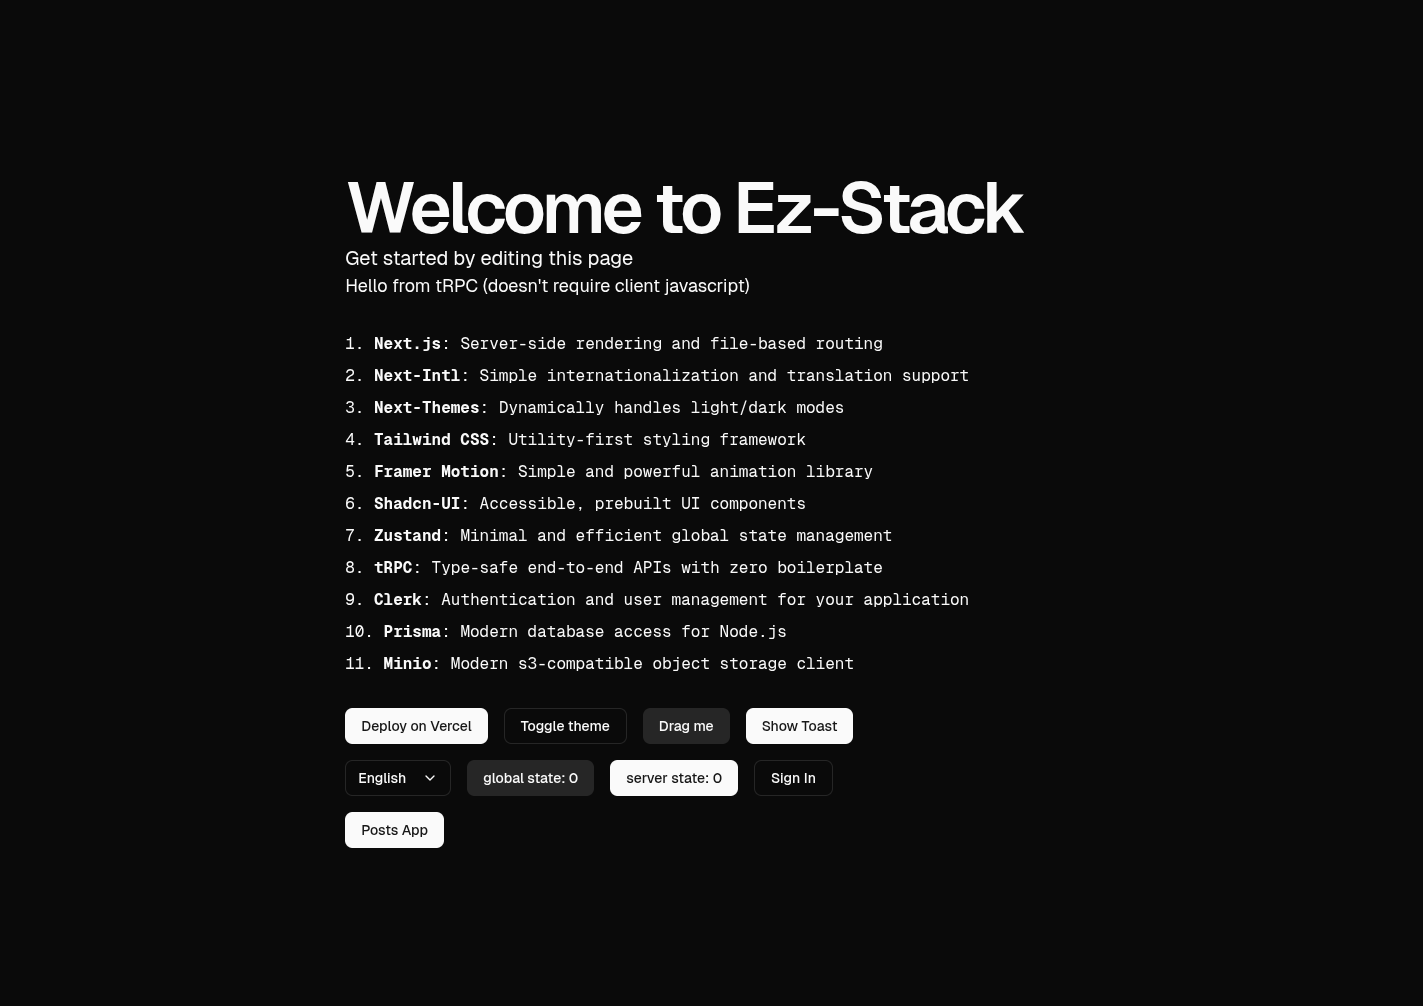 Welcome to Ez-Stack
Get started by editing this page
Hello from tRPC (doesn't require client javascript)
1. Next.js: Server-side rendering and file-based routing
2. Next-Intl: Simple internationalization and translation support
3. Next-Themes: Dynamically handles light/dark modes
4. Tailwind CSS: Utility-first styling framework
5. Framer Motion: Simple and powerful animation library
6. Shadcn-UI: Accessible, prebuilt UI components
7. Zustand: Minimal and efficient global state management
8. tRPC: Type-safe end-to-end APIs with zero boilerplate
9. Clerk: Authentication and user management for your application
10. Prisma: Modern database access for Node.js
11. Minio: Modern s3-compatible object storage client
Deploy on Vercel Toggle theme Drag me Show Toast
English global state: 0 server state: 0 Sign In
Posts App